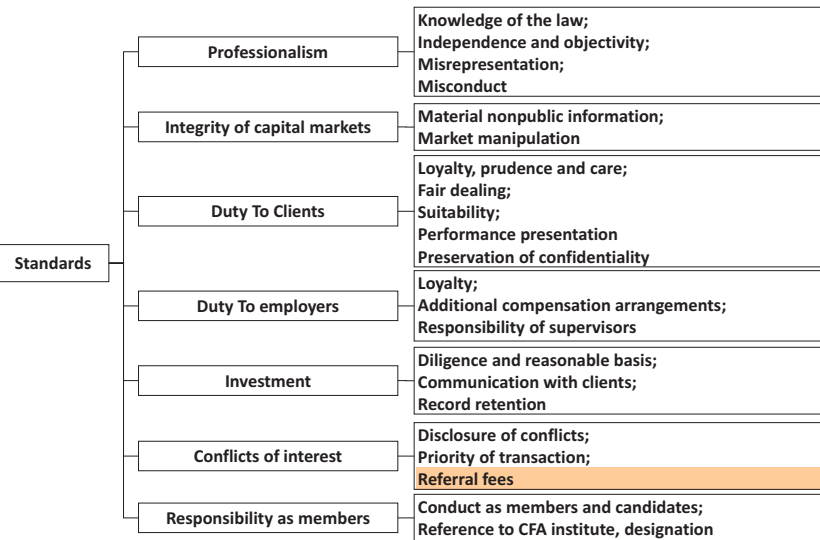 Standards
Professionalism
Knowledge of the law;
Independence and objectivity;
Misrepresentation;
Misconduct
Integrity of capital markets
Material nonpublic information;
Market manipulation
Duty To Clients
Loyalty, prudence and care;
Fair dealing;
Suitability;
Performance presentation
Preservation of confidentiality
Duty To employers
Loyalty;
Additional compensation arrangements;
Responsibility of supervisors
Investment
Diligence and reasonable basis;
Communication with clients;
Record retention
Conflicts of interest
Disclosure of conflicts;
Priority of transaction;
Referral fees
Responsibility as members
Conduct as members and candidates;
Reference to CFA institute, designation